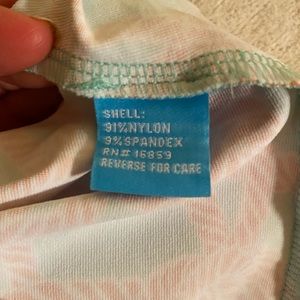 SHELL:
91%NYLON
9%SPANDEX
RN# 16859
REVERSE FOR CARE